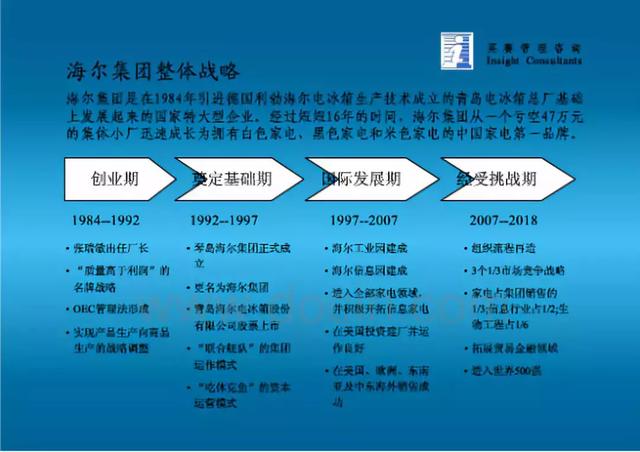 英赛管理咨询
Insight Consultants
海尔集团整体战略
海尔集团是在1984年引进德国利勃海尔电冰箱生产技术成立的青岛电冰箱总厂基础
上发展起来的国家特大型企业。经过短短16年的时间，海尔集团从一个亏空47万元
的集体小厂迅速成长为拥有白色家电、黑色家电和米色家电的中国家电第一品牌。
创业期
奠定基础期
国际发展期
经受挑战期
1984--1992
1992--1997
1997--2007
2007--2018
·张瑞敏出任厂长
·“质量高于利润”的
名牌战略
·OEC管理法形成
·实现产品生产向商品
生产的战略调整
·琴岛海尔集团正式成
立
·更名为海尔集团
·青岛海尔电冰箱股份
有限公司股票上市
·“联合舰队”的集团
运作模式
·“吃休克鱼”的资本
运营模式
·海尔工业园建成
·海尔信息园建成
·进入全部家电领域，
并积极开拓信息家电
·在美国投资建厂并运
作良好
·在美国、欧洲、东南
亚及中东海外销售成
功
·组织流程再造
·3个1/3市场竞争战略
·家电占集团销售的
1/3;信息行业占1/2;生
物工程占1/6
·拓展贸易金融领域
·进入世界500强